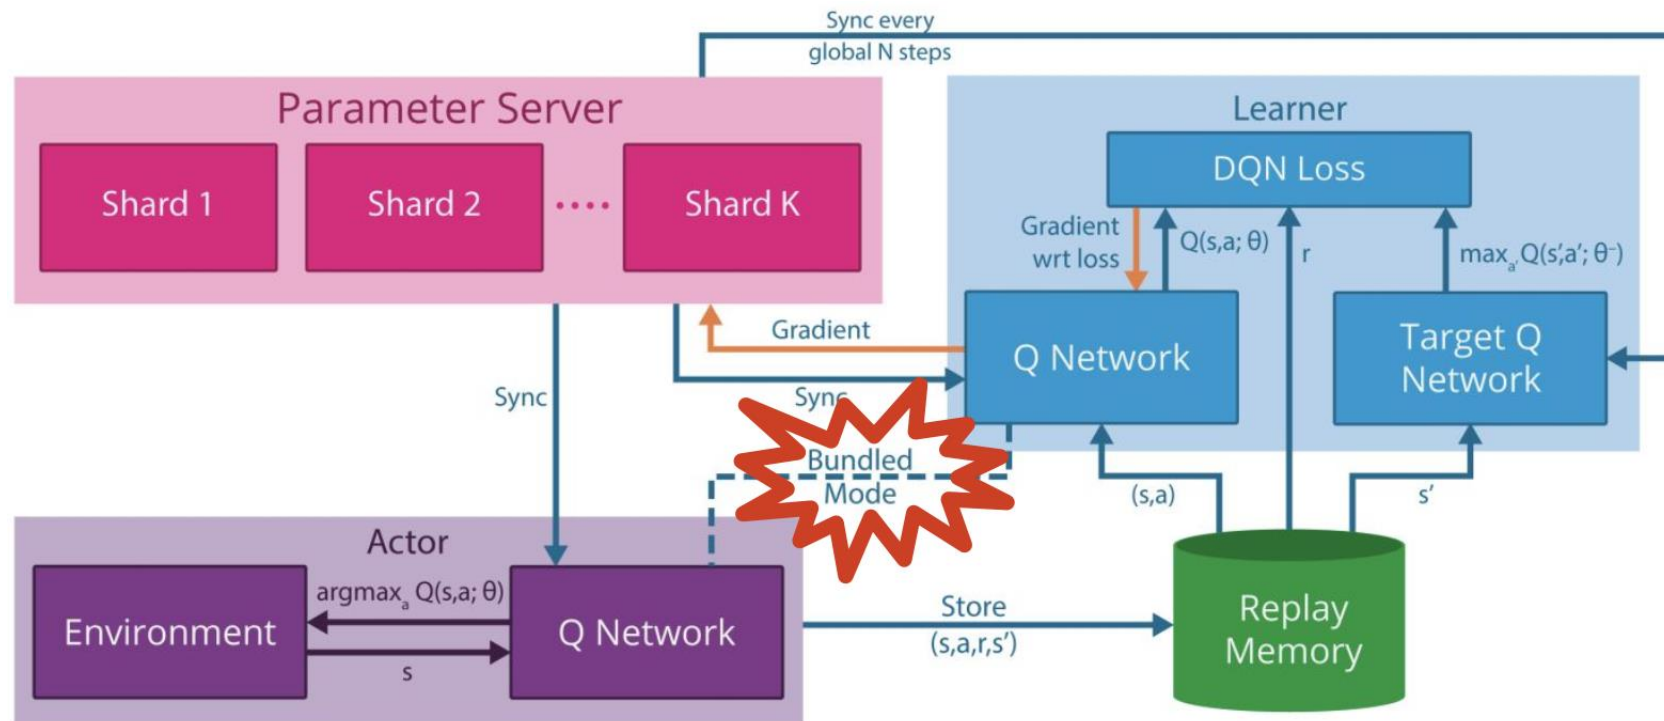 Sync every
global N steps
Parameter Server
Shard 1
Shard 2
....
Shard K
Learner
DQN Loss
Gradient
wrt loss
Q(s,a; θ)
r
maxₐ' Q(s',a'; θ⁻)
Gradient
Q Network
Target Q
Network
Sync
Sync
Bundled
Mode
(s,a)
s'
Actor
Environment
argmaxₐ Q(s,a; θ)
s
Q Network
Store
(s,a,r,s')
Replay
Memory